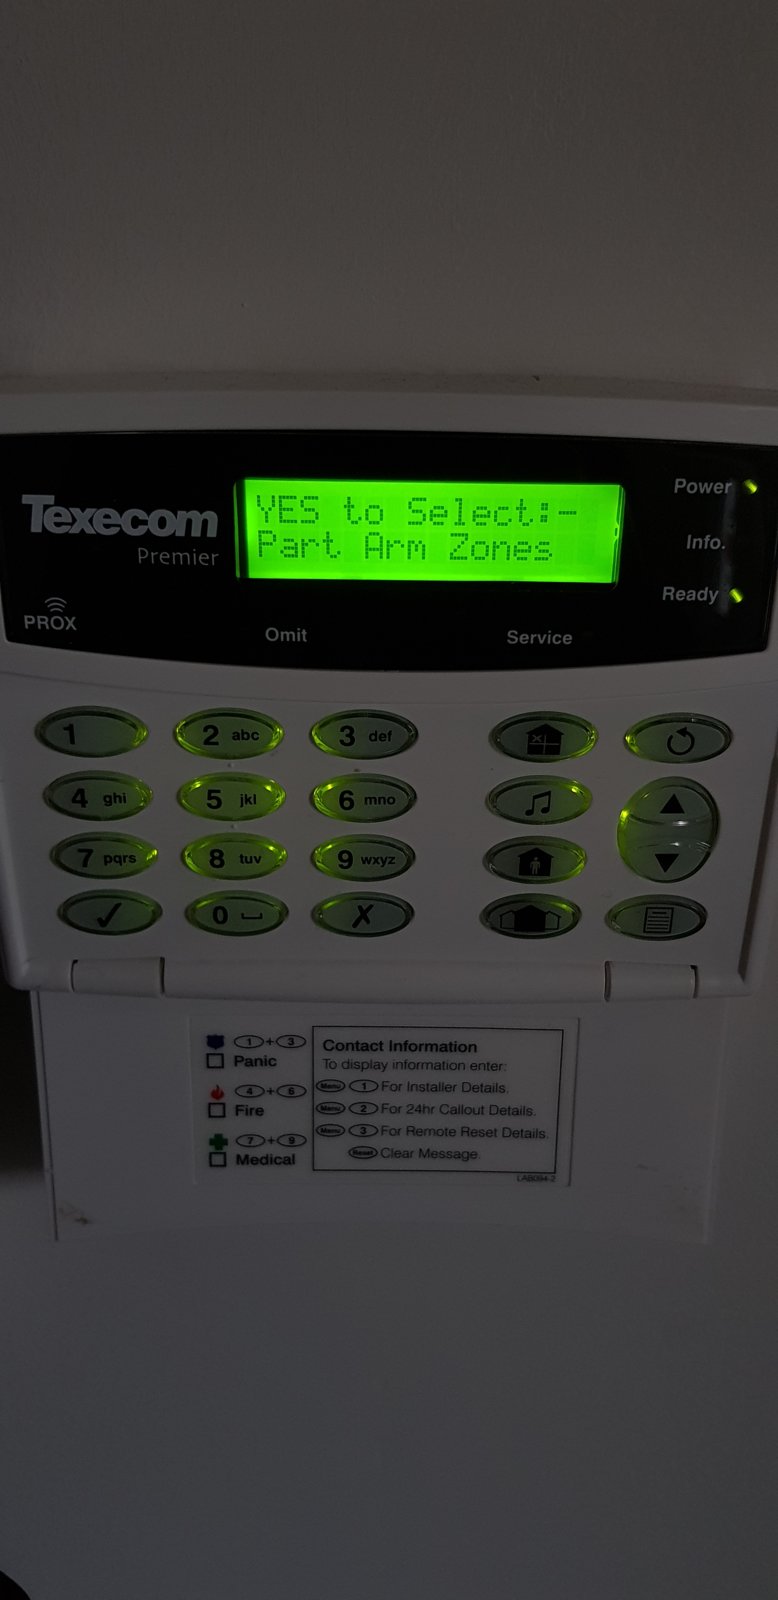 Texecom
Premier
PROX
YES to Select:-
Part Arm Zones
Power
Info.
Ready
Omit
Service
1
2 abc
3 def
4 ghi
5 jkl
6 mno
7 pqrs
8 tuv
9 wxyz
0
1 + 3
Panic
4 + 6
Fire
7 + 9
Medical
Contact Information
To display information enter:
Menu 1 For Installer Details.
Menu 2 For 24hr Callout Details.
Menu 3 For Remote Reset Details.
Reset Clear Message.
LAB094-2